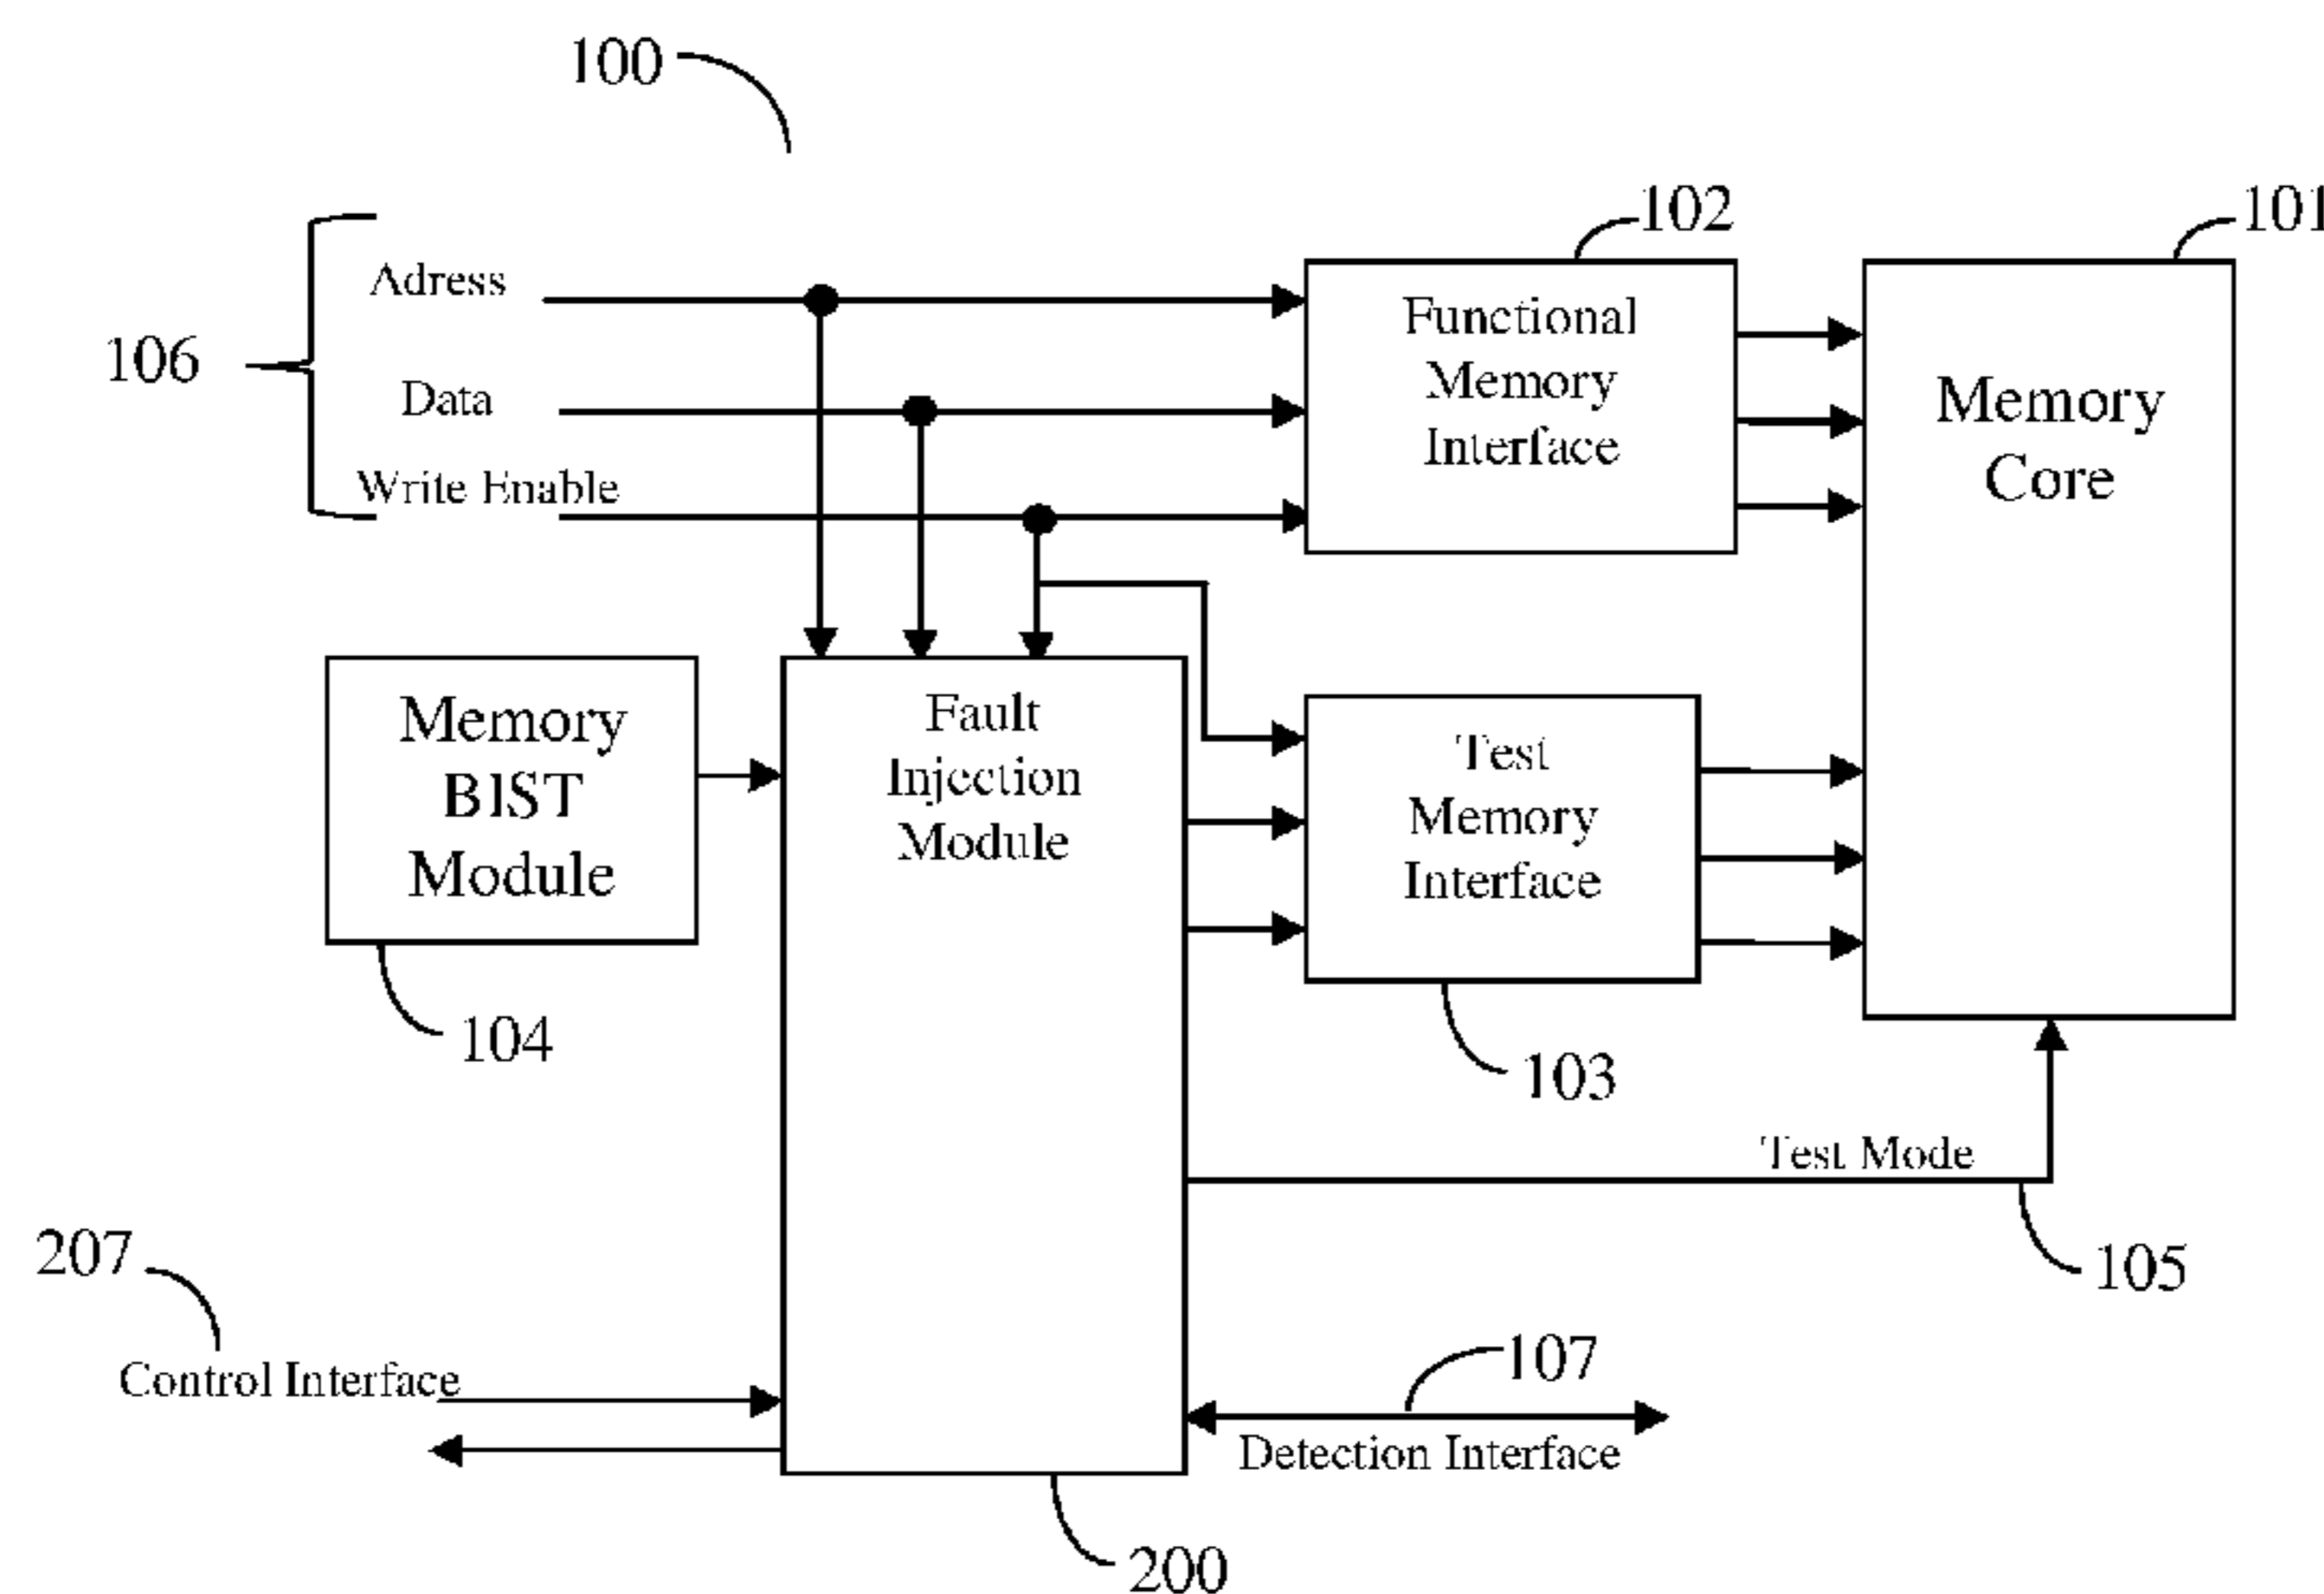 100
102
101
Adress
106
Data
Write Enable
Functional
Memory
Interface
Memory
Core
Memory
BIST
Module
104
Fault
Injection
Module
Test
Memory
Interface
103
Test Mode
105
207
Control Interface
107
Detection Interface
200